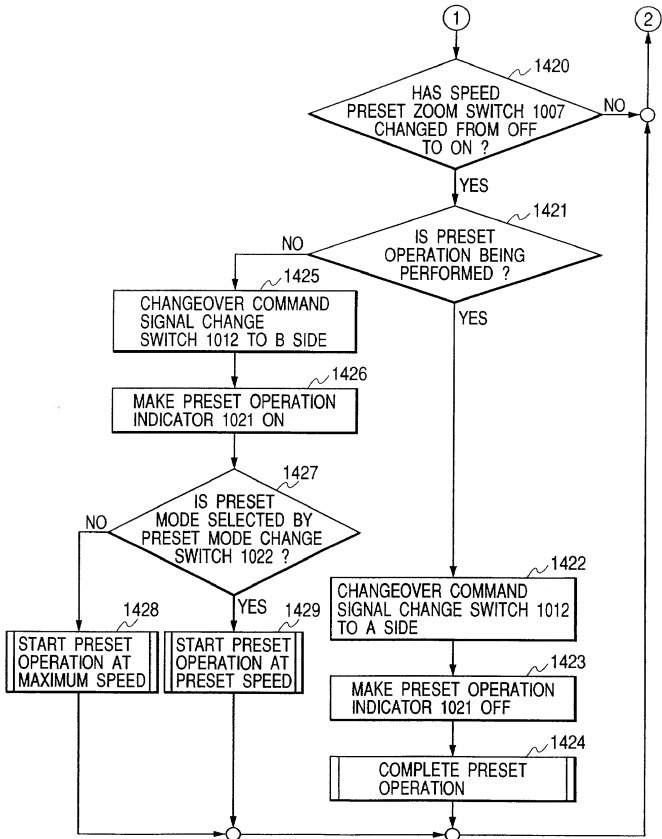 1
2
1420
HAS SPEED
PRESET ZOOM SWITCH 1007
CHANGED FROM OFF
TO ON ?
NO
YES
1421
IS PRESET
OPERATION BEING
PERFORMED ?
NO
YES
1425
CHANGEOVER COMMAND
SIGNAL CHANGE
SWITCH 1012 TO B SIDE
1426
MAKE PRESET OPERATION
INDICATOR 1021 ON
1427
IS PRESET
MODE SELECTED BY
PRESET MODE CHANGE
SWITCH 1022 ?
NO
YES
1428
START PRESET
OPERATION AT
MAXIMUM SPEED
1429
START PRESET
OPERATION AT
PRESET SPEED
1422
CHANGEOVER COMMAND
SIGNAL CHANGE SWITCH 1012
TO A SIDE
1423
MAKE PRESET OPERATION
INDICATOR 1021 OFF
1424
COMPLETE PRESET
OPERATION